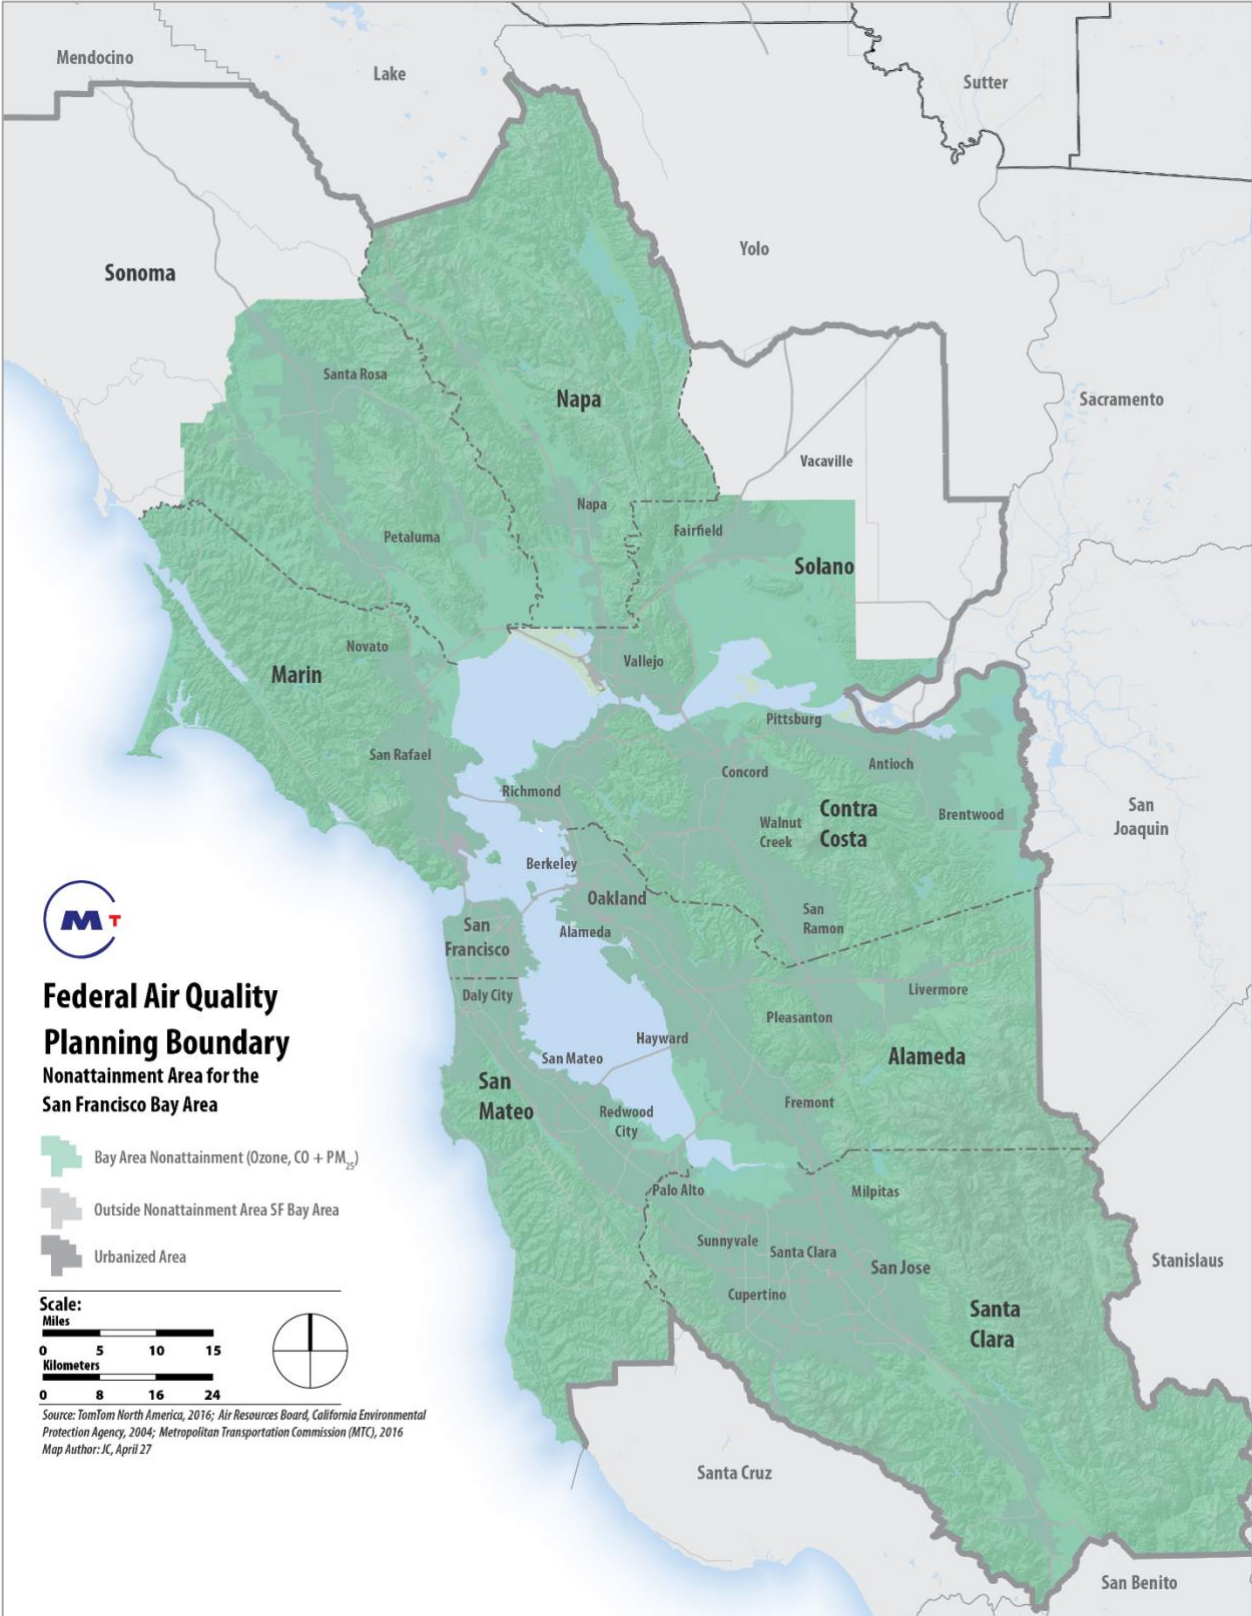 Mendocino
Lake
Sutter
Sonoma
Yolo
Santa Rosa
Napa
Sacramento
Vacaville
Napa
Fairfield
Petaluma
Solano
Novato
Vallejo
Marin
Pittsburg
San Rafael
Antioch
Concord
Richmond
Contra
Costa
San
Joaquin
Brentwood
Walnut
Creek
Berkeley
Oakland
San
Ramon
San
Francisco
Alameda
Daly City
Livermore
Pleasanton
Hayward
San Mateo
Alameda
San
Mateo
Fremont
Redwood
City
Palo Alto
Milpitas
Sunnyvale
Santa Clara
San Jose
Stanislaus
Cupertino
Santa
Clara
Santa Cruz
San Benito
M T
Federal Air Quality
Planning Boundary
Nonattainment Area for the
San Francisco Bay Area
Bay Area Nonattainment (Ozone, CO + PM25)
Outside Nonattainment Area SF Bay Area
Urbanized Area
Scale:
Miles
0 5 10 15
Kilometers
0 8 16 24
Source: TomTom North America, 2016; Air Resources Board, California Environmental
Protection Agency, 2004; Metropolitan Transportation Commission (MTC), 2016
Map Author: JC, April 27